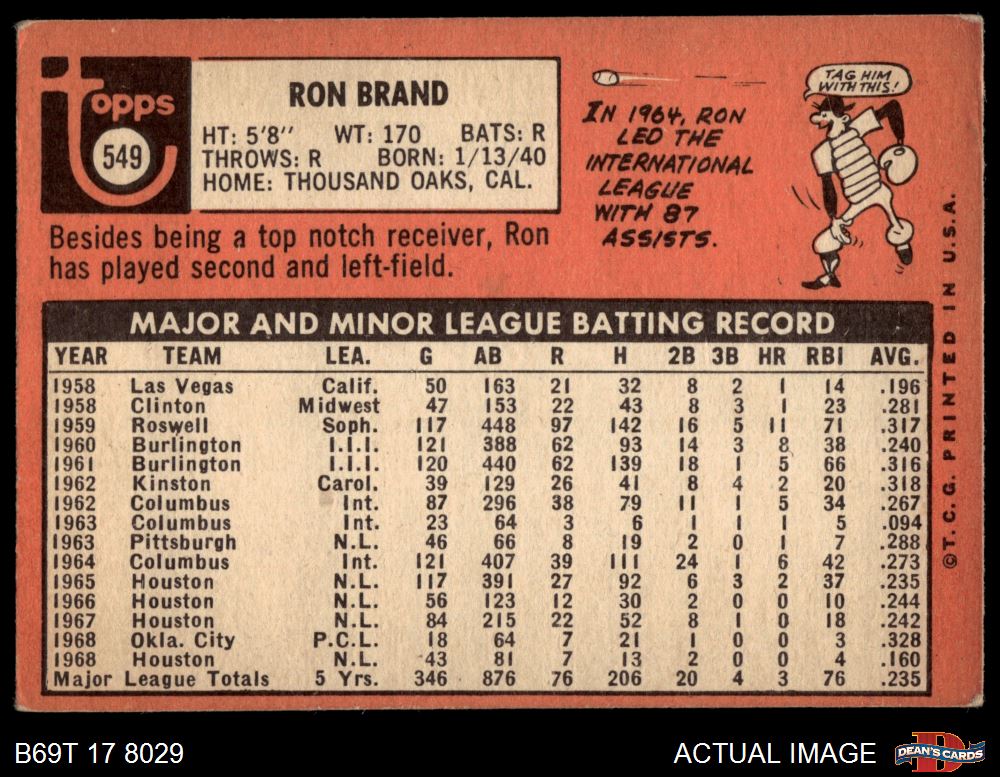 Topps
549
RON BRAND
HT: 5'8" WT: 170 BATS: R
THROWS: R BORN: 1/13/40
HOME: THOUSAND OAKS, CAL.
Besides being a top notch receiver, Ron
has played second and left-field.
IN 1964, RON
LED THE
INTERNATIONAL
LEAGUE
WITH 87
ASSISTS.
TAG HIM
WITH THIS!
MAJOR AND MINOR LEAGUE BATTING RECORD
YEAR TEAM LEA. G AB R H 2B 3B HR RBI AVG.
1958 Las Vegas Calif. 50 163 21 32 8 2 1 14 .196
1958 Clinton Midwest 47 153 22 43 8 3 1 23 .281
1959 Roswell Soph. 117 448 97 142 16 5 11 71 .317
1960 Burlington I.I.I. 121 388 62 93 14 3 8 38 .240
1961 Burlington I.I.I. 120 440 62 139 18 1 5 66 .316
1962 Kinston Carol. 39 129 26 41 8 4 2 20 .318
1962 Columbus Int. 87 296 38 79 11 1 5 34 .267
1963 Columbus Int. 23 64 3 6 1 1 1 5 .094
1963 Pittsburgh N.L. 46 66 8 19 2 0 1 7 .288
1964 Columbus Int. 121 407 39 111 24 1 6 42 .273
1965 Houston N.L. 117 391 27 92 6 3 2 37 .235
1966 Houston N.L. 56 123 12 30 2 0 0 10 .244
1967 Houston N.L. 84 215 22 52 8 1 0 18 .242
1968 Okla. City P.C.L. 18 64 7 21 1 0 0 3 .328
1968 Houston N.L. 43 81 7 13 2 0 0 4 .160
Major League Totals 5 Yrs. 346 876 76 206 20 4 3 76 .235
©T. C. G. PRINTED IN U.S.A.
B69T 17 8029
ACTUAL IMAGE
DEAN'S CARDS